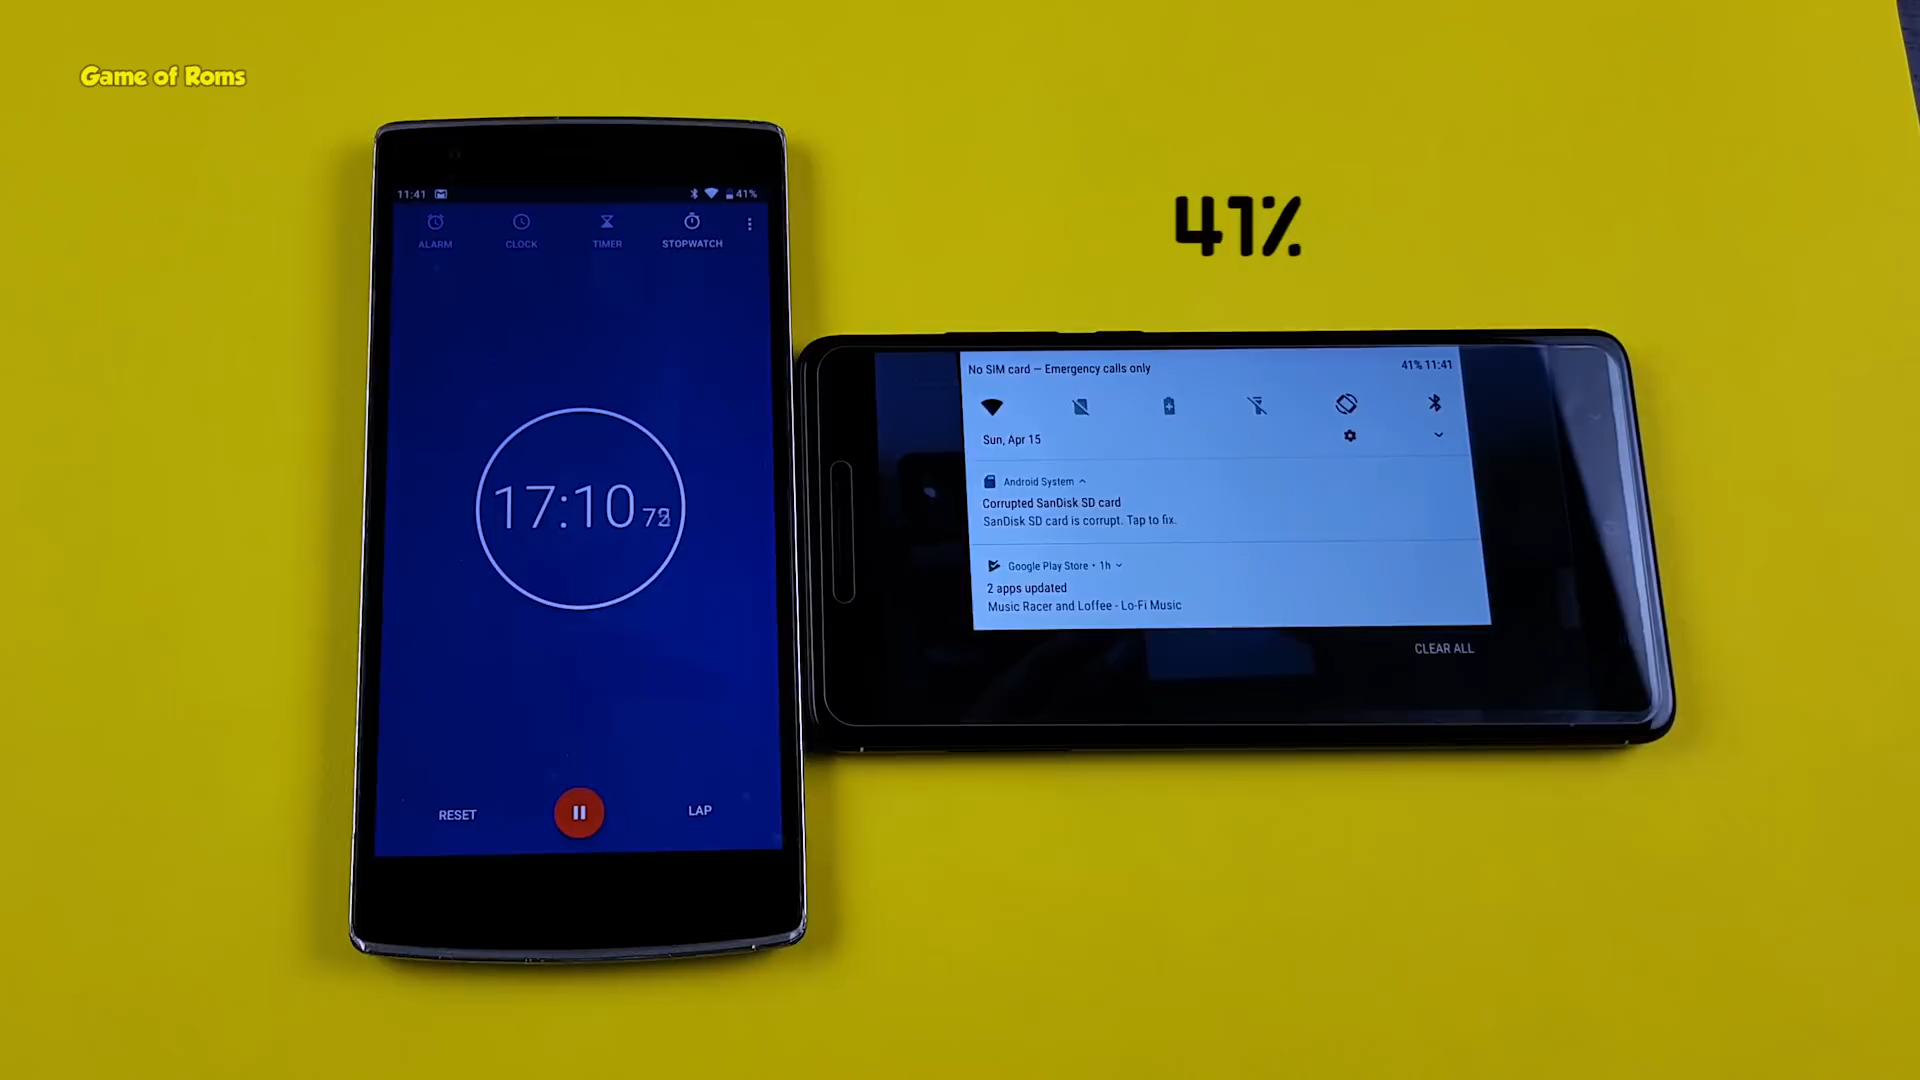 Game of Roms
11:41 41%
ALARM CLOCK TIMER STOPWATCH
17:10
RESET LAP
41%
No SIM card — Emergency calls only 41% 11:41
Sun, Apr 15
Android System
Corrupted SanDisk SD card
SanDisk SD card is corrupt. Tap to fix.
Google Play Store • 1h
2 apps updated
Music Racer and Loffee - Lo-Fi Music
CLEAR ALL